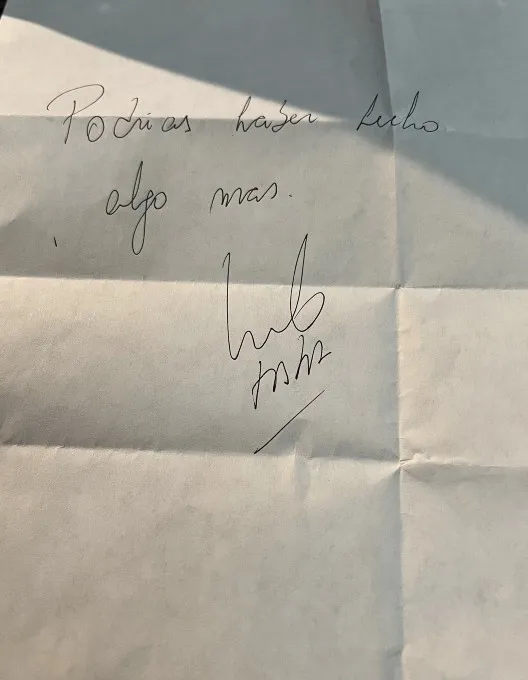 Podrias haber hecho
algo mas.